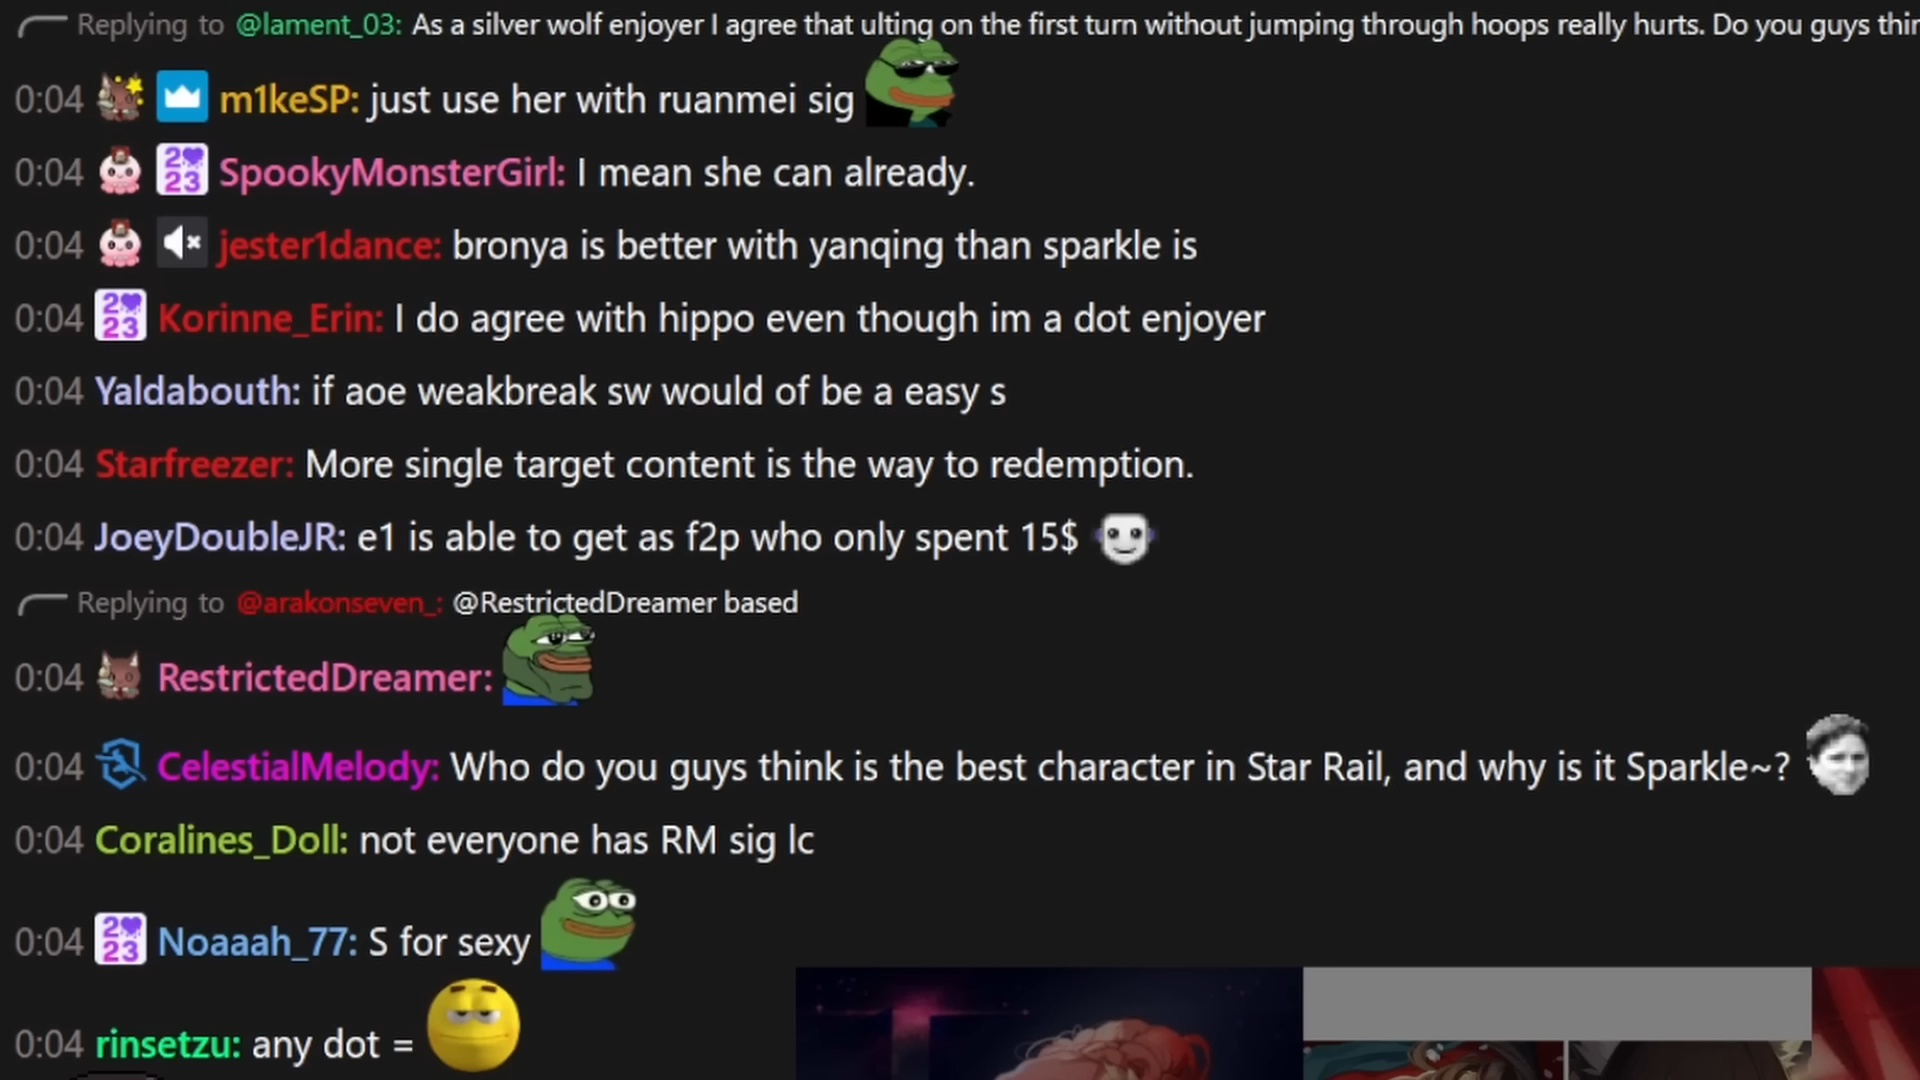 Replying to @lament_03: As a silver wolf enjoyer I agree that ulting on the first turn without jumping through hoops really hurts. Do you guys
0:04 m1keSP: just use her with ruanmei sig
0:04 2023 SpookyMonsterGirl: I mean she can already.
0:04 jester1dance: bronya is better with yanqing than sparkle is
0:04 2023 Korinne_Erin: I do agree with hippo even though im a dot enjoyer
0:04 Yaldabouth: if aoe weakbreak sw would of be a easy s
0:04 Starfreezer: More single target content is the way to redemption.
0:04 JoeyDoubleJR: e1 is able to get as f2p who only spent 15$
Replying to @arakonseven_: @RestrictedDreamer based
0:04 RestrictedDreamer:
0:04 CelestialMelody: Who do you guys think is the best character in Star Rail, and why is it Sparkle~?
0:04 Coralines_Doll: not everyone has RM sig lc
0:04 2023 Noaaah_77: S for sexy
0:04 rinsetzu: any dot =